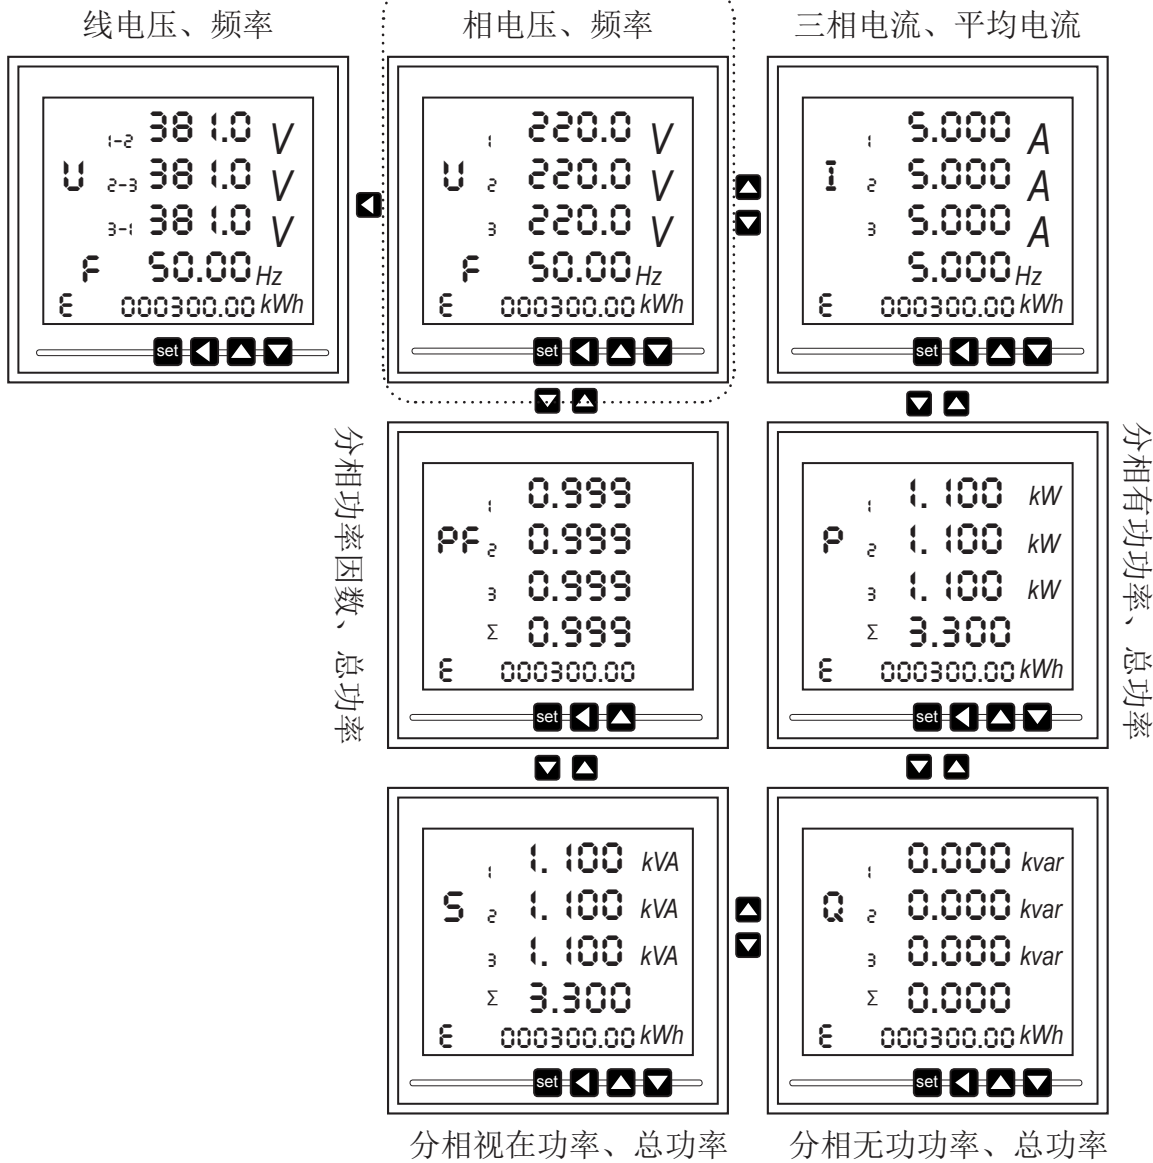 线电压、频率
1-2 381.0 V
U 2-3 381.0 V
3-1 381.0 V
F 50.00 Hz
E 000300.00 kWh
set
相电压、频率
1 220.0 V
U 2 220.0 V
3 220.0 V
F 50.00 Hz
E 000300.00 kWh
set
三相电流、平均电流
1 5.000 A
I 2 5.000 A
3 5.000 A
5.000 Hz
E 000300.00 kWh
set
分相功率因数、总功率
1 0.999
PF 2 0.999
3 0.999
Σ 0.999
E 000300.00
set
分相有功功率、总功率
1 1.100 kW
P 2 1.100 kW
3 1.100 kW
Σ 3.300
E 000300.00 kWh
set
1 1.100 kVA
S 2 1.100 kVA
3 1.100 kVA
Σ 3.300
E 000300.00 kWh
set
分相视在功率、总功率
1 0.000 kvar
Q 2 0.000 kvar
3 0.000 kvar
Σ 0.000
E 000300.00 kWh
set
分相无功功率、总功率